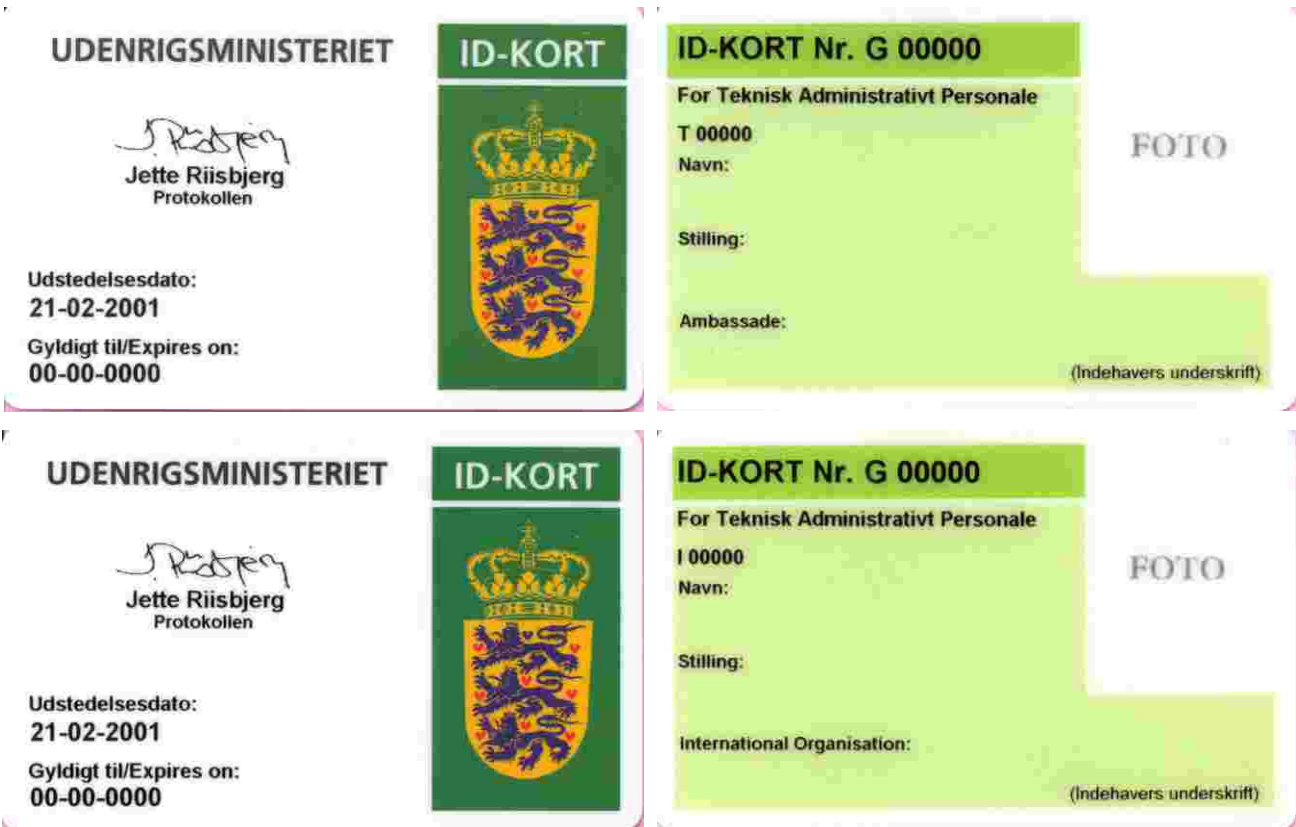 UDENRIGSMINISTERIET
ID-KORT
Jette Riisbjerg
Protokollen
Udstedelsesdato:
21-02-2001
Gyldigt til/Expires on:
00-00-0000
ID-KORT Nr. G 00000
For Teknisk Administrativt Personale
T 00000
Navn:
FOTO
Stilling:
Ambassade:
(Indehavers underskrift)
UDENRIGSMINISTERIET
ID-KORT
Jette Riisbjerg
Protokollen
Udstedelsesdato:
21-02-2001
Gyldigt til/Expires on:
00-00-0000
ID-KORT Nr. G 00000
For Teknisk Administrativt Personale
I 00000
Navn:
FOTO
Stilling:
International Organisation:
(Indehavers underskrift)